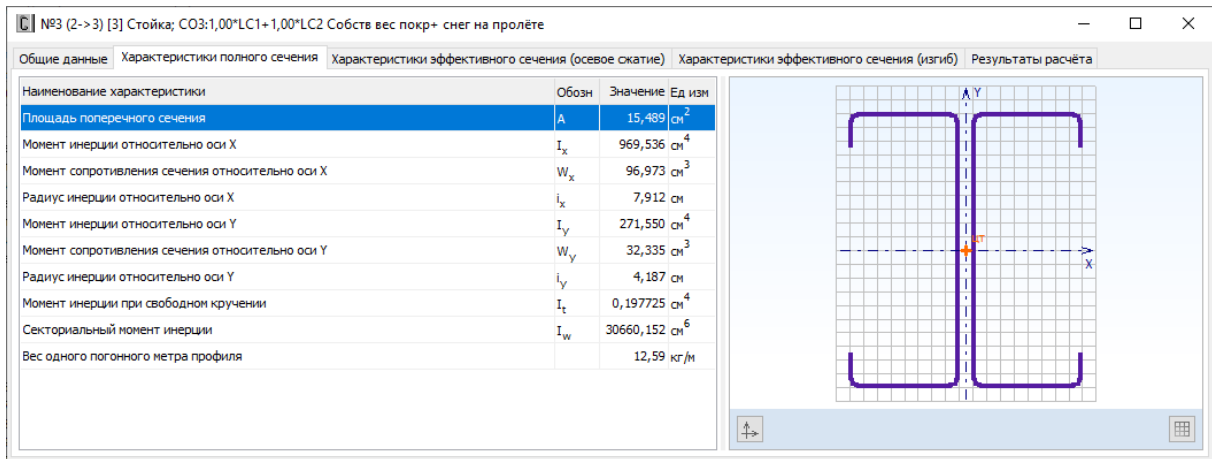 №3 (2->3) [3] Стойка; СО3:1,00*LC1+1,00*LC2 Собств вес покр+ снег на пролёте
Общие данные Характеристики полного сечения Характеристики эффективного сечения (осевое сжатие) Характеристики эффективного сечения (изгиб) Результаты расчёта
Наименование характеристики Обозн Значение Ед изм
Площадь поперечного сечения A 15,489 см²
Момент инерции относительно оси X Iₓ 969,536 см⁴
Момент сопротивления сечения относительно оси X Wₓ 96,973 см³
Радиус инерции относительно оси X iₓ 7,912 см
Момент инерции относительно оси Y I_y 271,550 см⁴
Момент сопротивления сечения относительно оси Y W_y 32,335 см³
Радиус инерции относительно оси Y i_y 4,187 см
Момент инерции при свободном кручении I_t 0,197725 см⁴
Секториальный момент инерции I_w 30660,152 см⁶
Вес одного погонного метра профиля 12,59 кг/м
Y
ЦТ
X